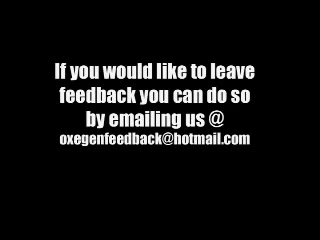 If you would like to leave
feedback you can do so
by emailing us @
oxegenfeedback@hotmail.com